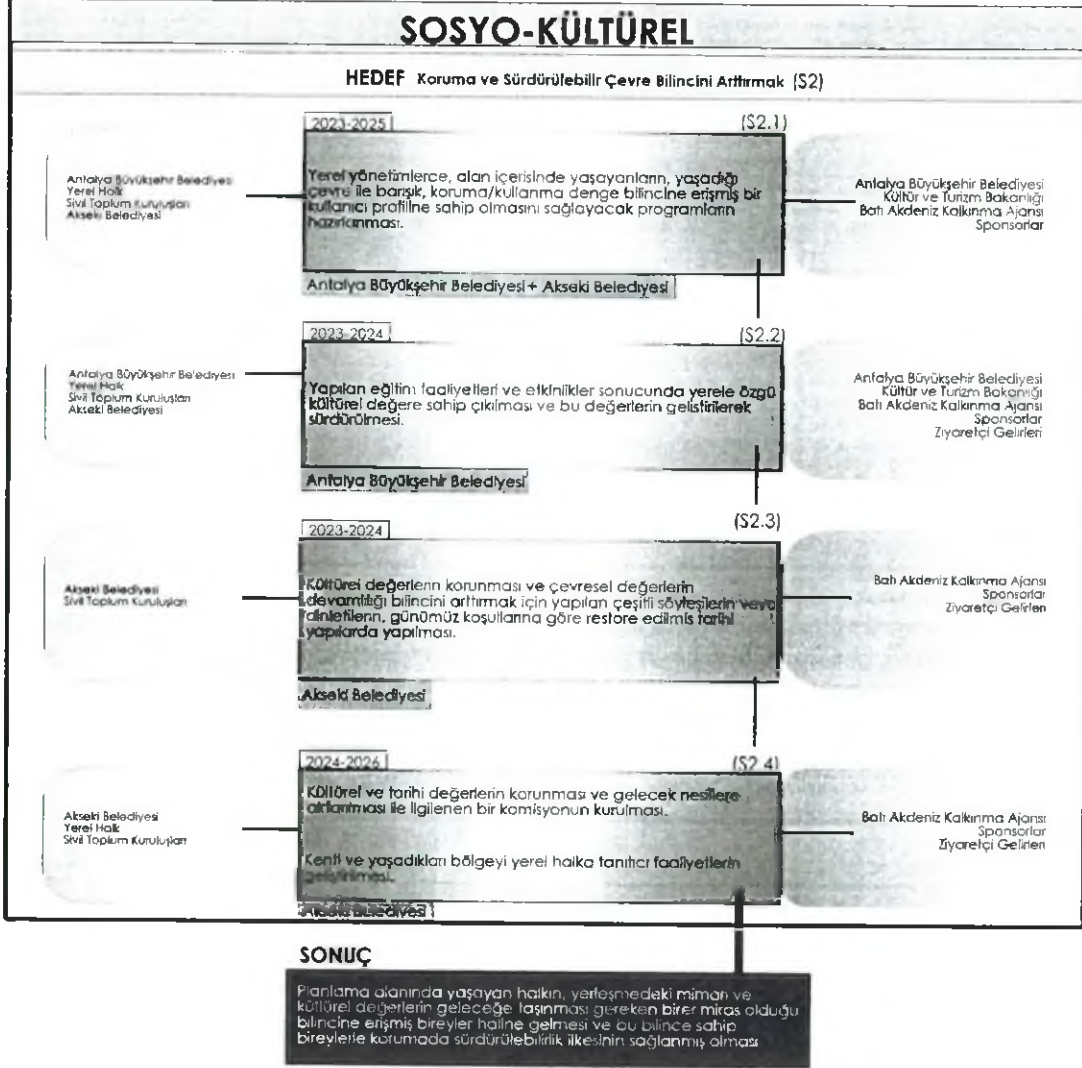 SOSYO-KÜLTÜREL
HEDEF Koruma ve Sürdürülebilir Çevre Bilincini Arttırmak (S2)
2023-2025
(S2.1)
Antalya Büyükşehir Belediyesi
Yerel Halk
Sivil Toplum Kuruluşları
Akseki Belediyesi
Yerel yönetimlerce, alan içerisinde yaşayanların, yaşadığı
çevre ile barışık, koruma/kullanma denge bilincine erişmiş bir
kullanıcı profiline sahip olmasını sağlayacak programların
hazırlanması.
Antalya Büyükşehir Belediyesi
Kültür ve Turizm Bakanlığı
Batı Akdeniz Kalkınma Ajansı
Sponsorlar
Antalya Büyükşehir Belediyesi + Akseki Belediyesi
2023-2024
(S2.2)
Antalya Büyükşehir Belediyesi
Yerel Halk
Sivil Toplum Kuruluşları
Akseki Belediyesi
Yapılan eğitim faaliyetleri ve etkinlikler sonucunda yerele özgü
kültürel değere sahip çıkılması ve bu değerlerin geliştirilerek
sürdürülmesi.
Antalya Büyükşehir Belediyesi
Kültür ve Turizm Bakanlığı
Batı Akdeniz Kalkınma Ajansı
Sponsorlar
Ziyaretçi Gelirleri
Antalya Büyükşehir Belediyesi
2023-2024
(S2.3)
Akseki Belediyesi
Sivil Toplum Kuruluşları
Kültürel değerlerin korunması ve çevresel değerlerin
devamlılığı bilincini arttırmak için yapılan çeşitli söyleşilerin veya
dinletilerin, günümüz koşullarına göre restore edilmiş tarihi
yapılarda yapılması.
Batı Akdeniz Kalkınma Ajansı
Sponsorlar
Ziyaretçi Gelirleri
Akseki Belediyesi
2024-2026
(S2.4)
Akseki Belediyesi
Yerel Halk
Sivil Toplum Kuruluşları
Kültürel ve tarihi değerlerin korunması ve gelecek nesillere
aktarılması ile ilgilenen bir komisyonun kurulması.
Kenti ve yaşadıkları bölgeyi yerel halka tanıtıcı faaliyetlerin
geliştirilmesi.
Batı Akdeniz Kalkınma Ajansı
Sponsorlar
Ziyaretçi Gelirleri
Akseki Belediyesi
SONUÇ
Planlama alanında yaşayan halkın, yerleşmedeki mimari ve
kültürel değerlerin geleceğe taşınması gereken birer miras olduğu
bilincine erişmiş bireyler haline gelmesi ve bu bilince sahip
bireylerle korumada sürdürülebilirlik ilkesinin sağlanmış olması